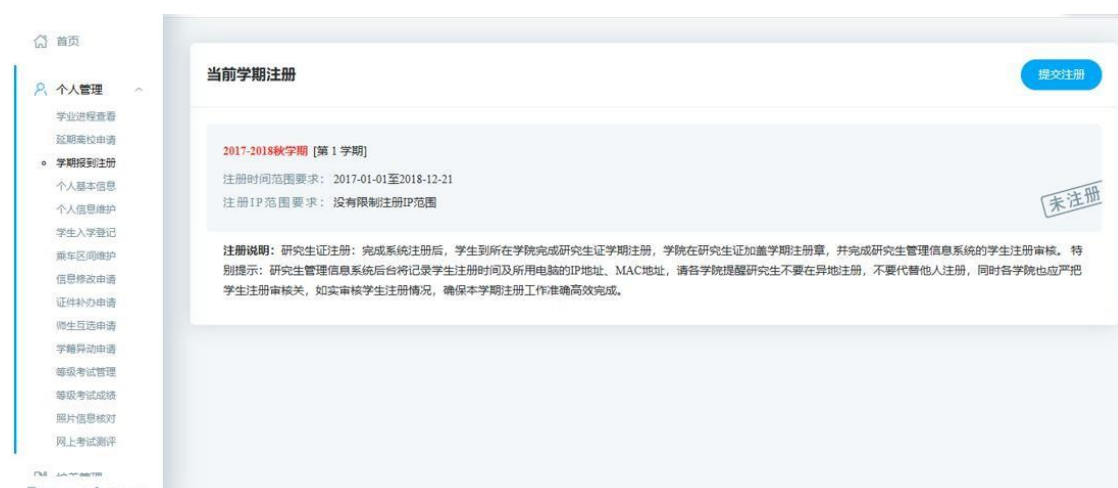 首页
个人管理
学业进程查看
延期离校申请
学期报到注册
个人基本信息
个人信息维护
学生入学登记
乘车区间维护
信息修改申请
证件补办申请
师生互选申请
学籍异动申请
等级考试管理
等级考试成绩
照片信息核对
网上考试测评
当前学期注册
提交注册
2017-2018秋学期 [第 1 学期]
注册时间范围要求： 2017-01-01至2018-12-21
注册IP范围要求： 没有限制注册IP范围
未注册
注册说明：研究生证注册：完成系统注册后，学生到所在学院完成研究生证学期注册，学院在研究生证加盖学期注册章，并完成研究生管理信息系统的学生注册审核。 特
别提示：研究生管理信息系统后台将记录学生注册时间及所用电脑的IP地址、MAC地址，请各学院提醒研究生不要在异地注册，不要代替他人注册，同时各学院也应严把
学生注册审核关，如实审核学生注册情况，确保本学期注册工作准确高效完成。